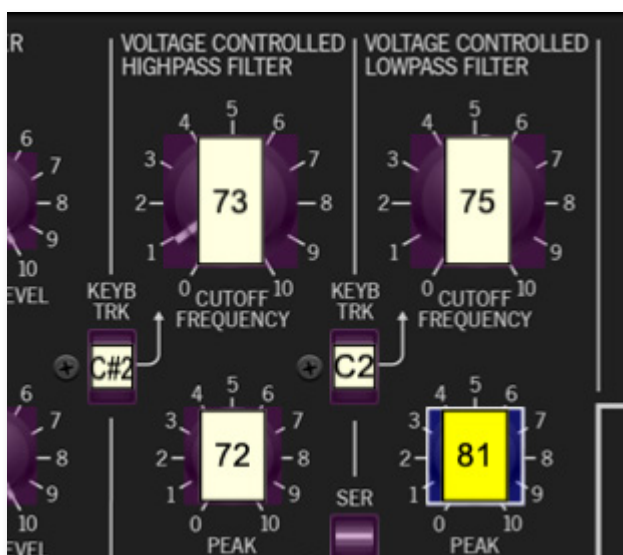 R
VOLTAGE CONTROLLED
HIGHPASS FILTER
VOLTAGE CONTROLLED
LOWPASS FILTER
6
7
8
9
10
EVEL
0
1
2
3
4
5
6
7
8
9
10
73
CUTOFF
FREQUENCY
0
3
4
5
6
7
8
9
10
1
2
75
CUTOFF
FREQUENCY
KEYB
TRK
C#2
KEYB
TRK
C2
6
7
8
9
10
EVEL
0
1
2
3
4
5
6
7
8
9
10
72
PEAK
SER
0
1
2
3
4
5
6
7
8
9
10
81
PEAK